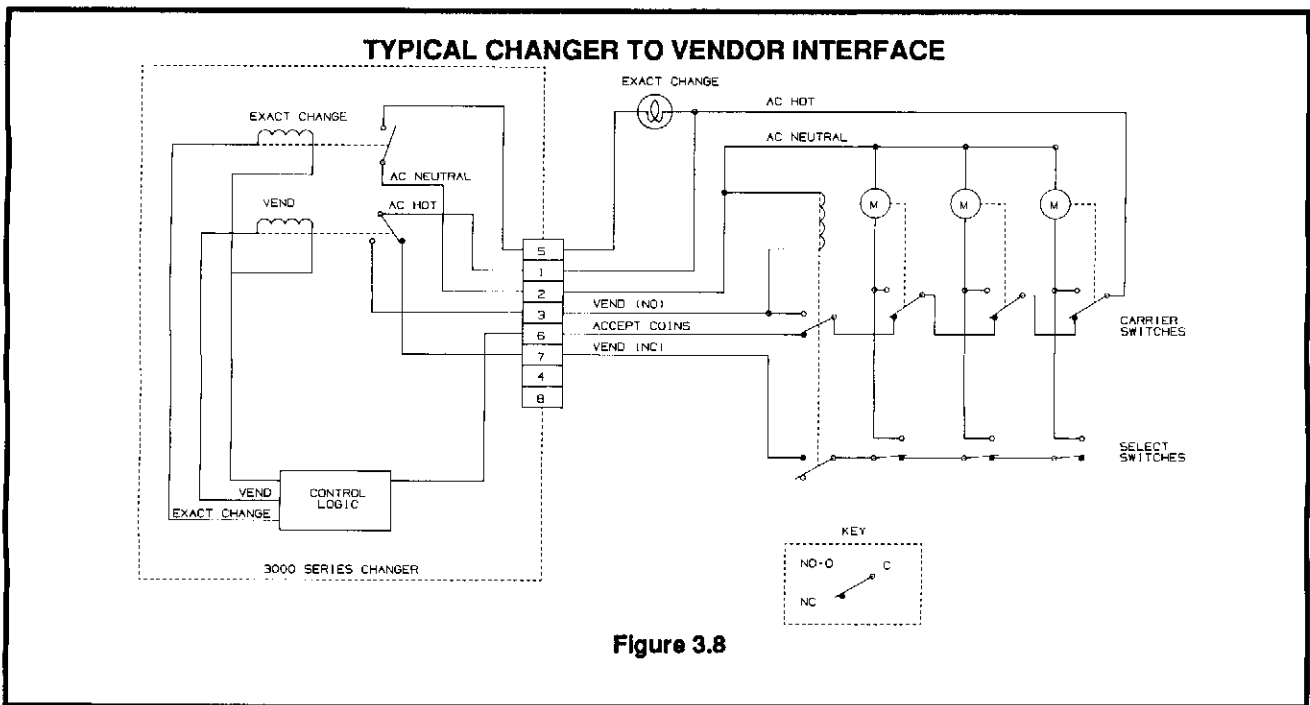 TYPICAL CHANGER TO VENDOR INTERFACE
EXACT CHANGE
AC HOT
EXACT CHANGE
AC NEUTRAL
AC NEUTRAL
VEND
AC HOT
M
M
M
5
1
2
3
6
7
4
8
VEND (NO)
ACCEPT COINS
VEND (NC)
CARRIER
SWITCHES
SELECT
SWITCHES
VEND
EXACT CHANGE
CONTROL
LOGIC
3000 SERIES CHANGER
KEY
NO-O
C
NC
Figure 3.8